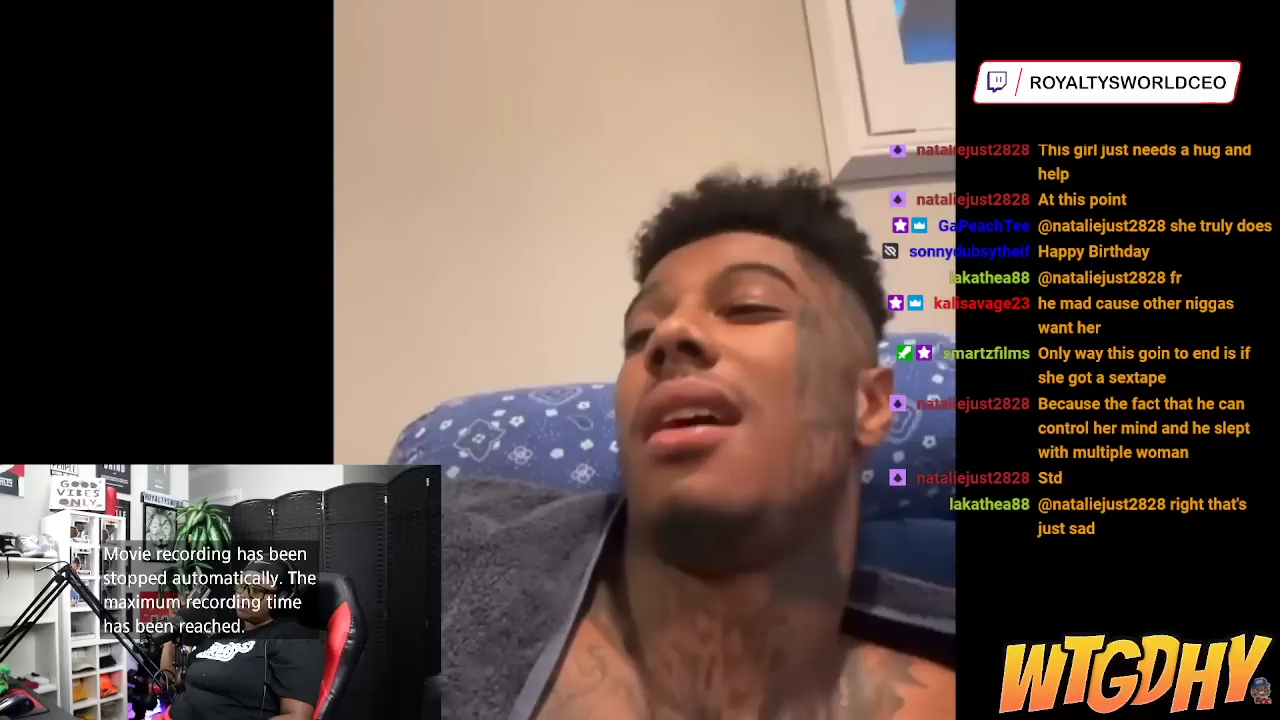 ROYALTYSWORLDCEO
nataliejust2828 This girl just needs a hug and
help
nataliejust2828 At this point
GaPeachTee @nataliejust2828 she truly does
sonnydubsytheif Happy Birthday
lakathea88 @nataliejust2828 fr
kalisavage23 he mad cause other niggas
want her
smartzfilms Only way this goin to end is if
she got a sextape
nataliejust2828 Because the fact that he can
control her mind and he slept
with multiple woman
nataliejust2828 Std
lakathea88 @nataliejust2828 right that's
just sad
GOOD
VIBES
ONLY
ROYALTYSWORLD
Movie recording has been
stopped automatically. The
maximum recording time
has been reached.
WTGDHY